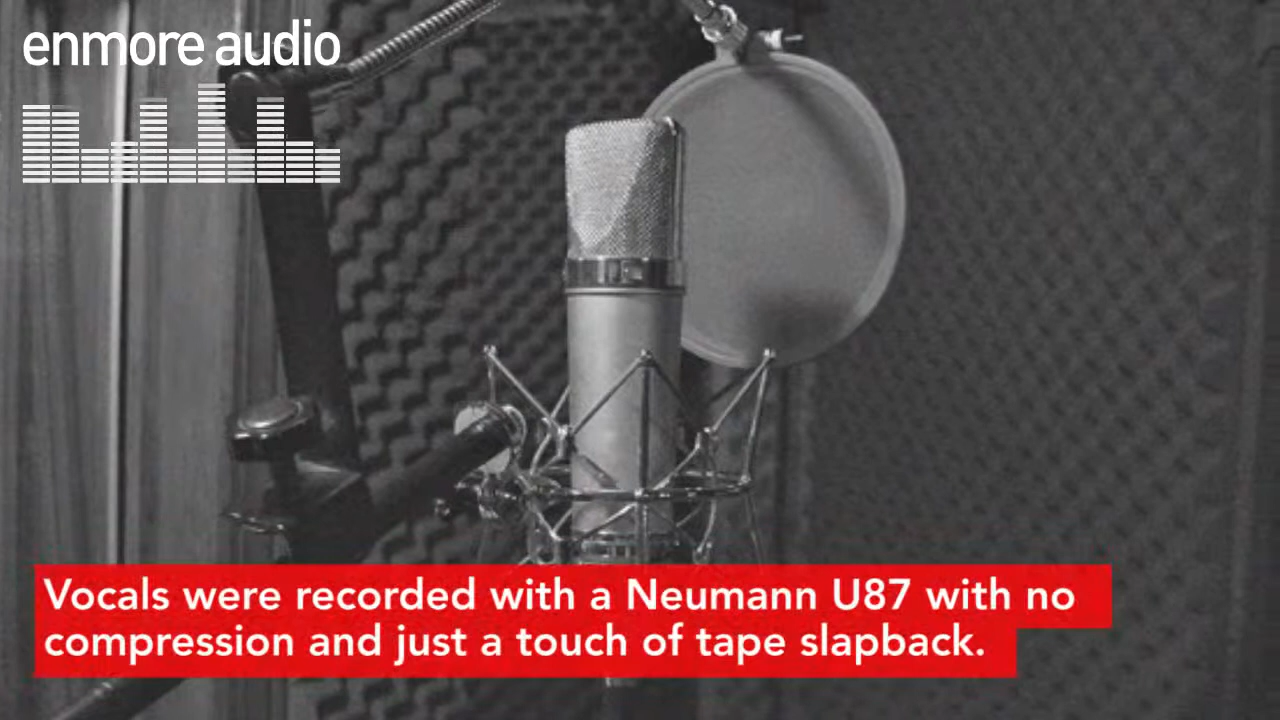 enmore audio
Vocals were recorded with a Neumann U87 with no
compression and just a touch of tape slapback.